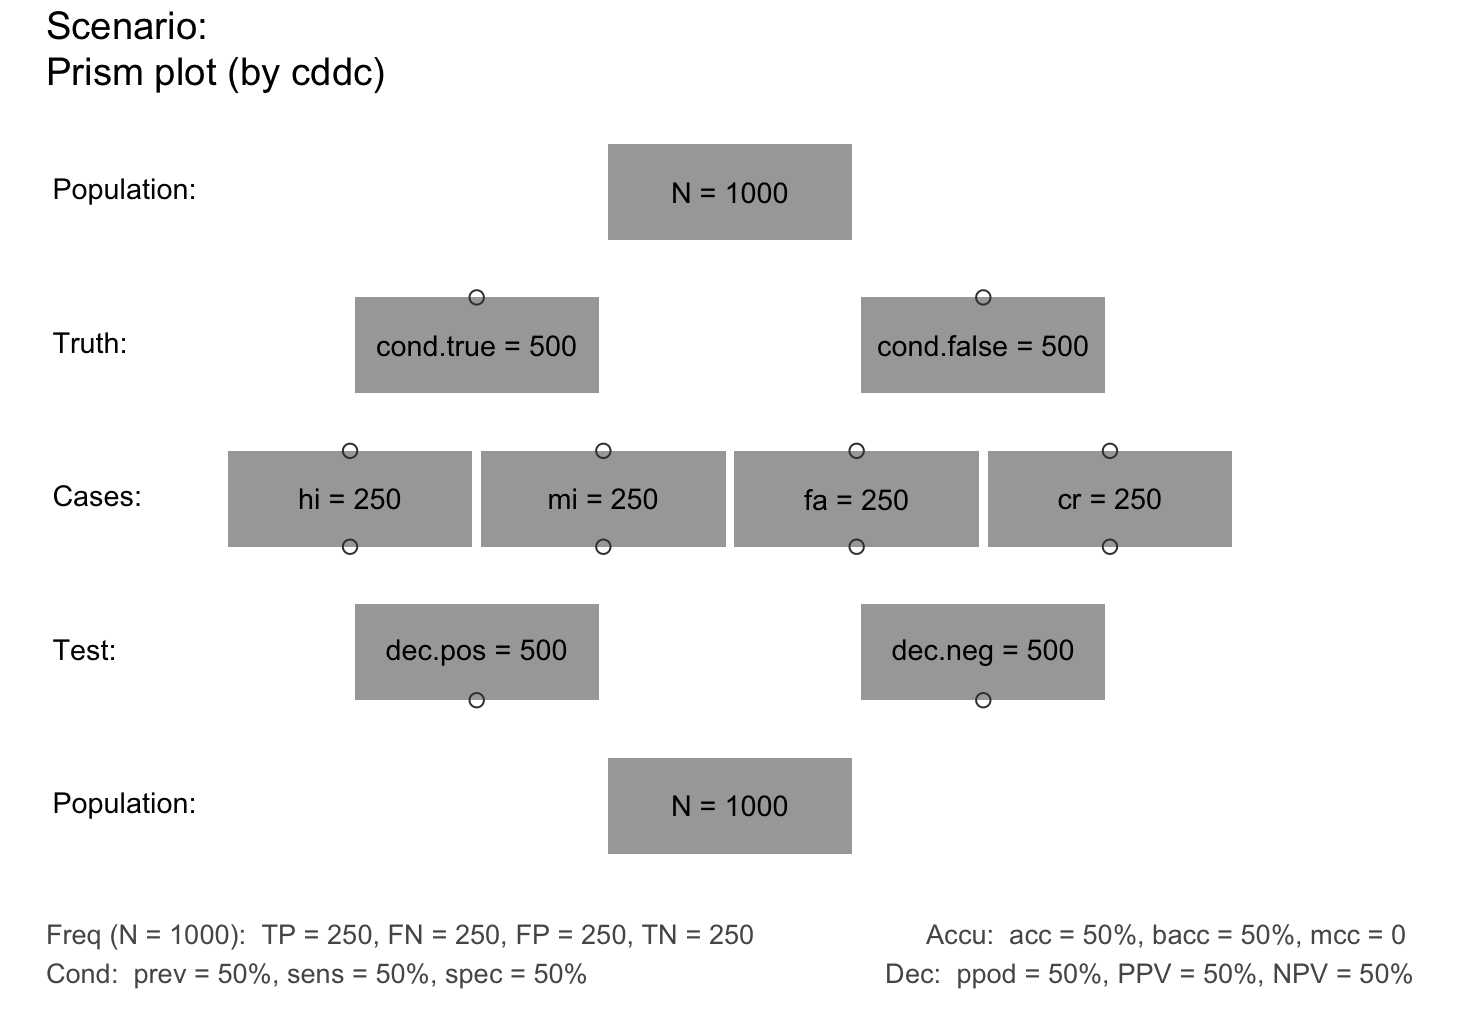 Scenario:
Prism plot (by cddc)
Population:
N = 1000
Truth:
cond.true = 500
cond.false = 500
Cases:
hi = 250
mi = 250
fa = 250
cr = 250
Test:
dec.pos = 500
dec.neg = 500
Population:
N = 1000
Freq (N = 1000):  TP = 250, FN = 250, FP = 250, TN = 250
Accu:  acc = 50%, bacc = 50%, mcc = 0
Cond:  prev = 50%, sens = 50%, spec = 50%
Dec:  ppod = 50%, PPV = 50%, NPV = 50%